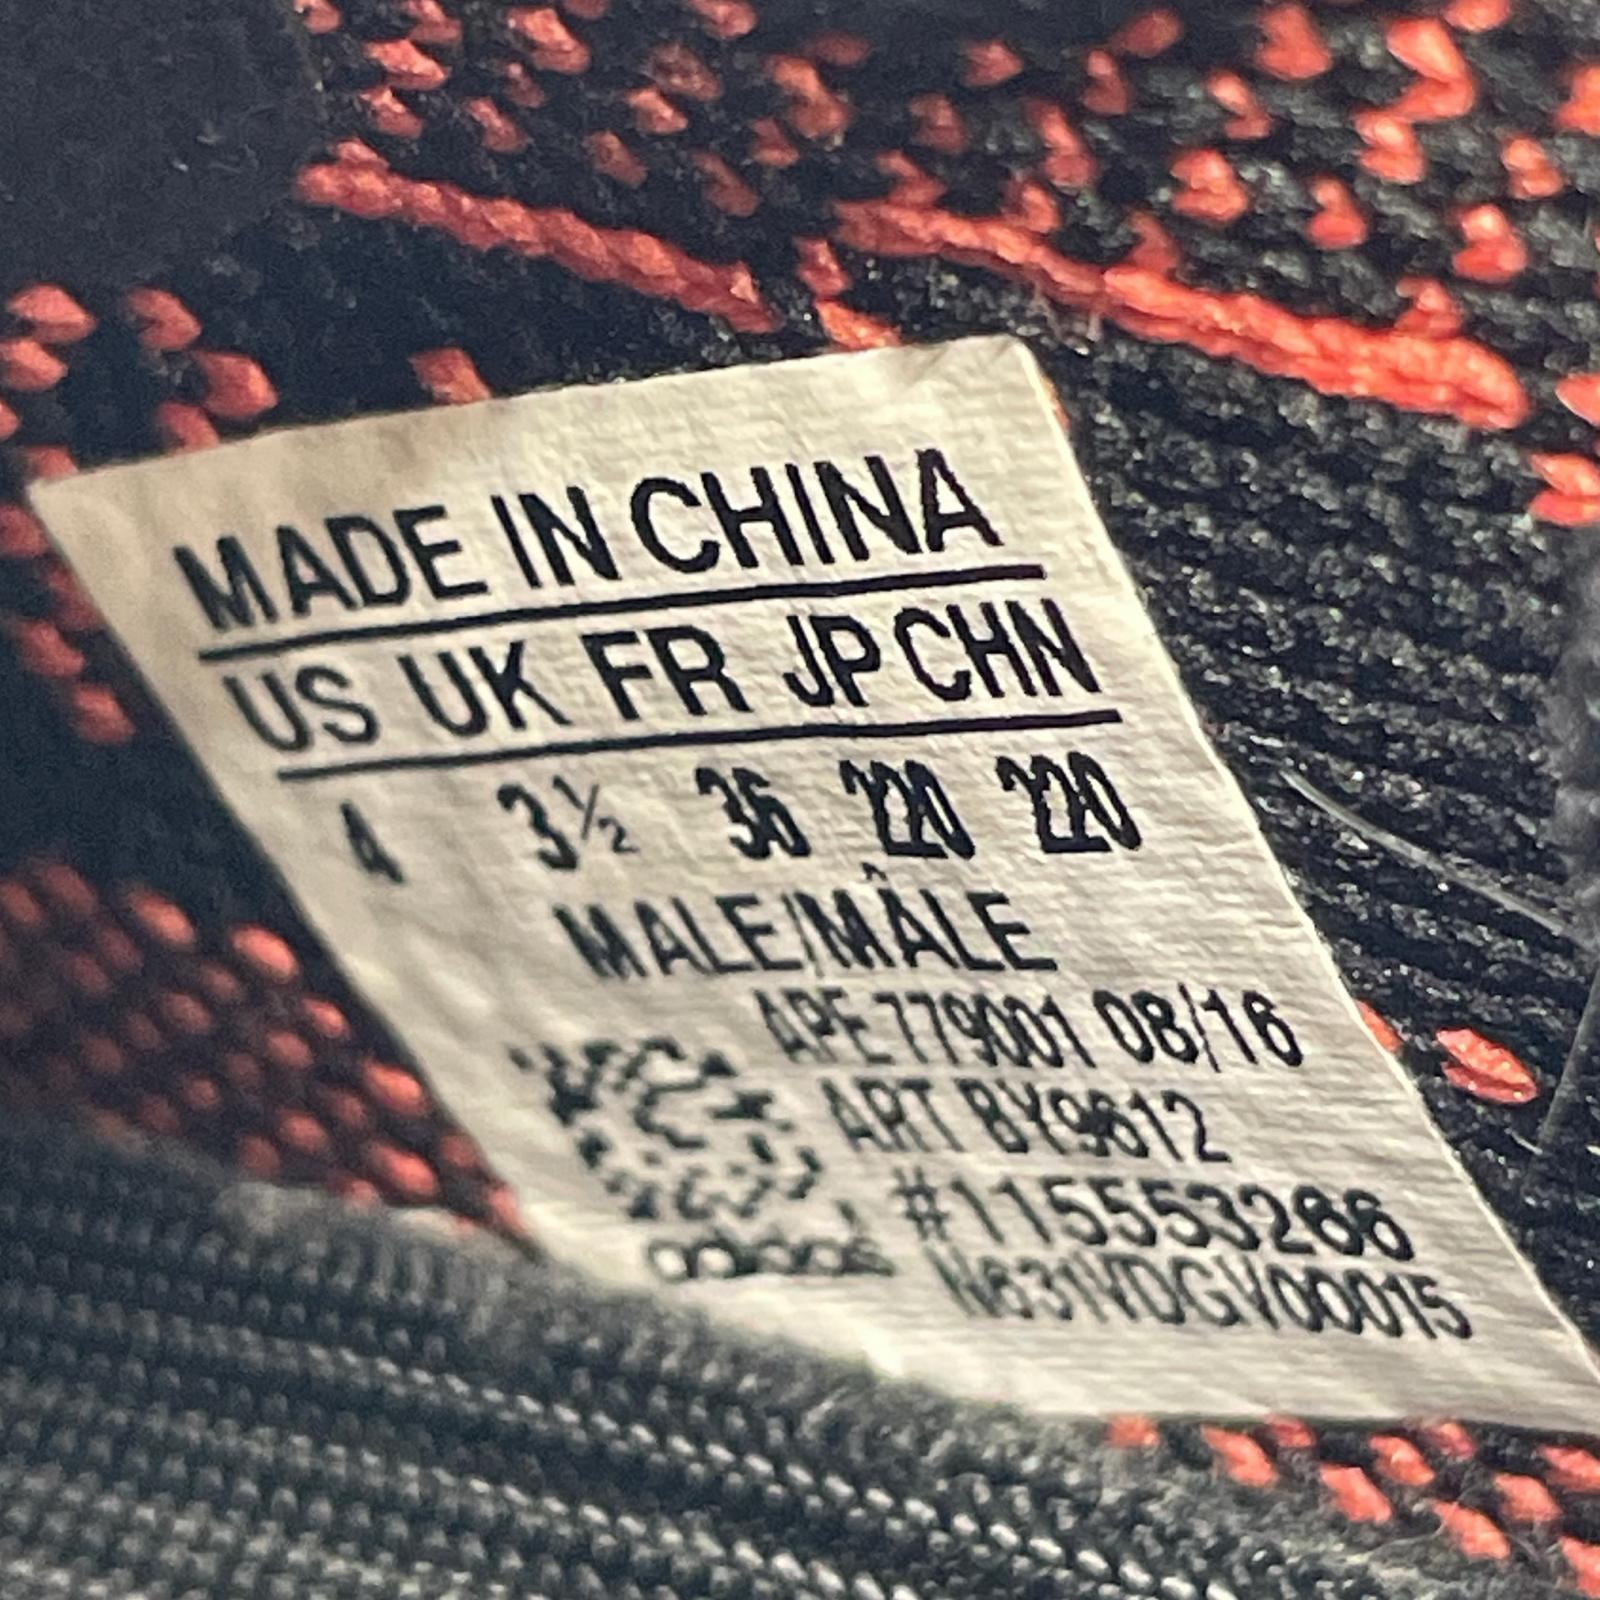 MADE IN CHINA
US UK FR JP CHN
4 3½ 36 220 220
MALE/MÂLE
APE 779001 08/16
ART BY9612
#115553266
adidas N631VDGV00015